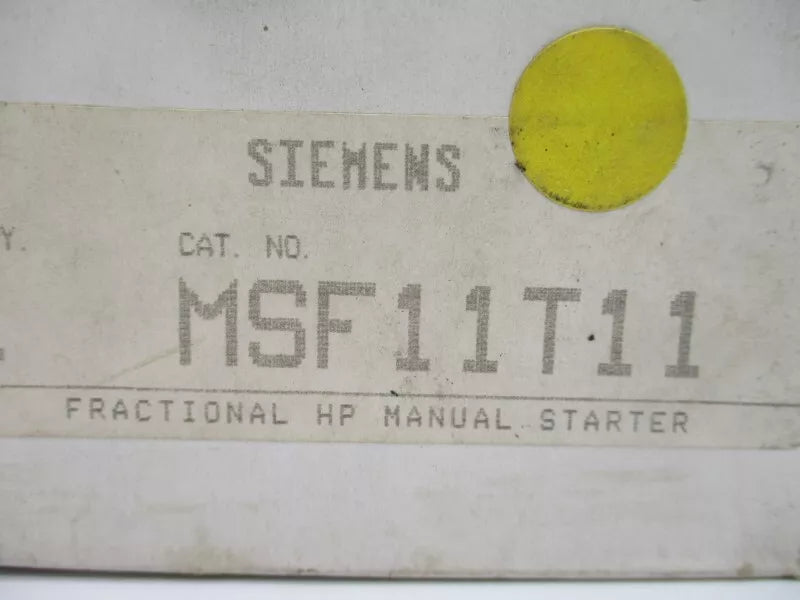 SIEMENS
Y.
CAT. NO.
MSF11T11
FRACTIONAL HP MANUAL STARTER